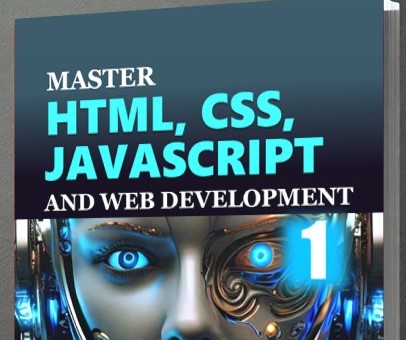 MASTER
HTML, CSS,
JAVASCRIPT
AND WEB DEVELOPMENT
1